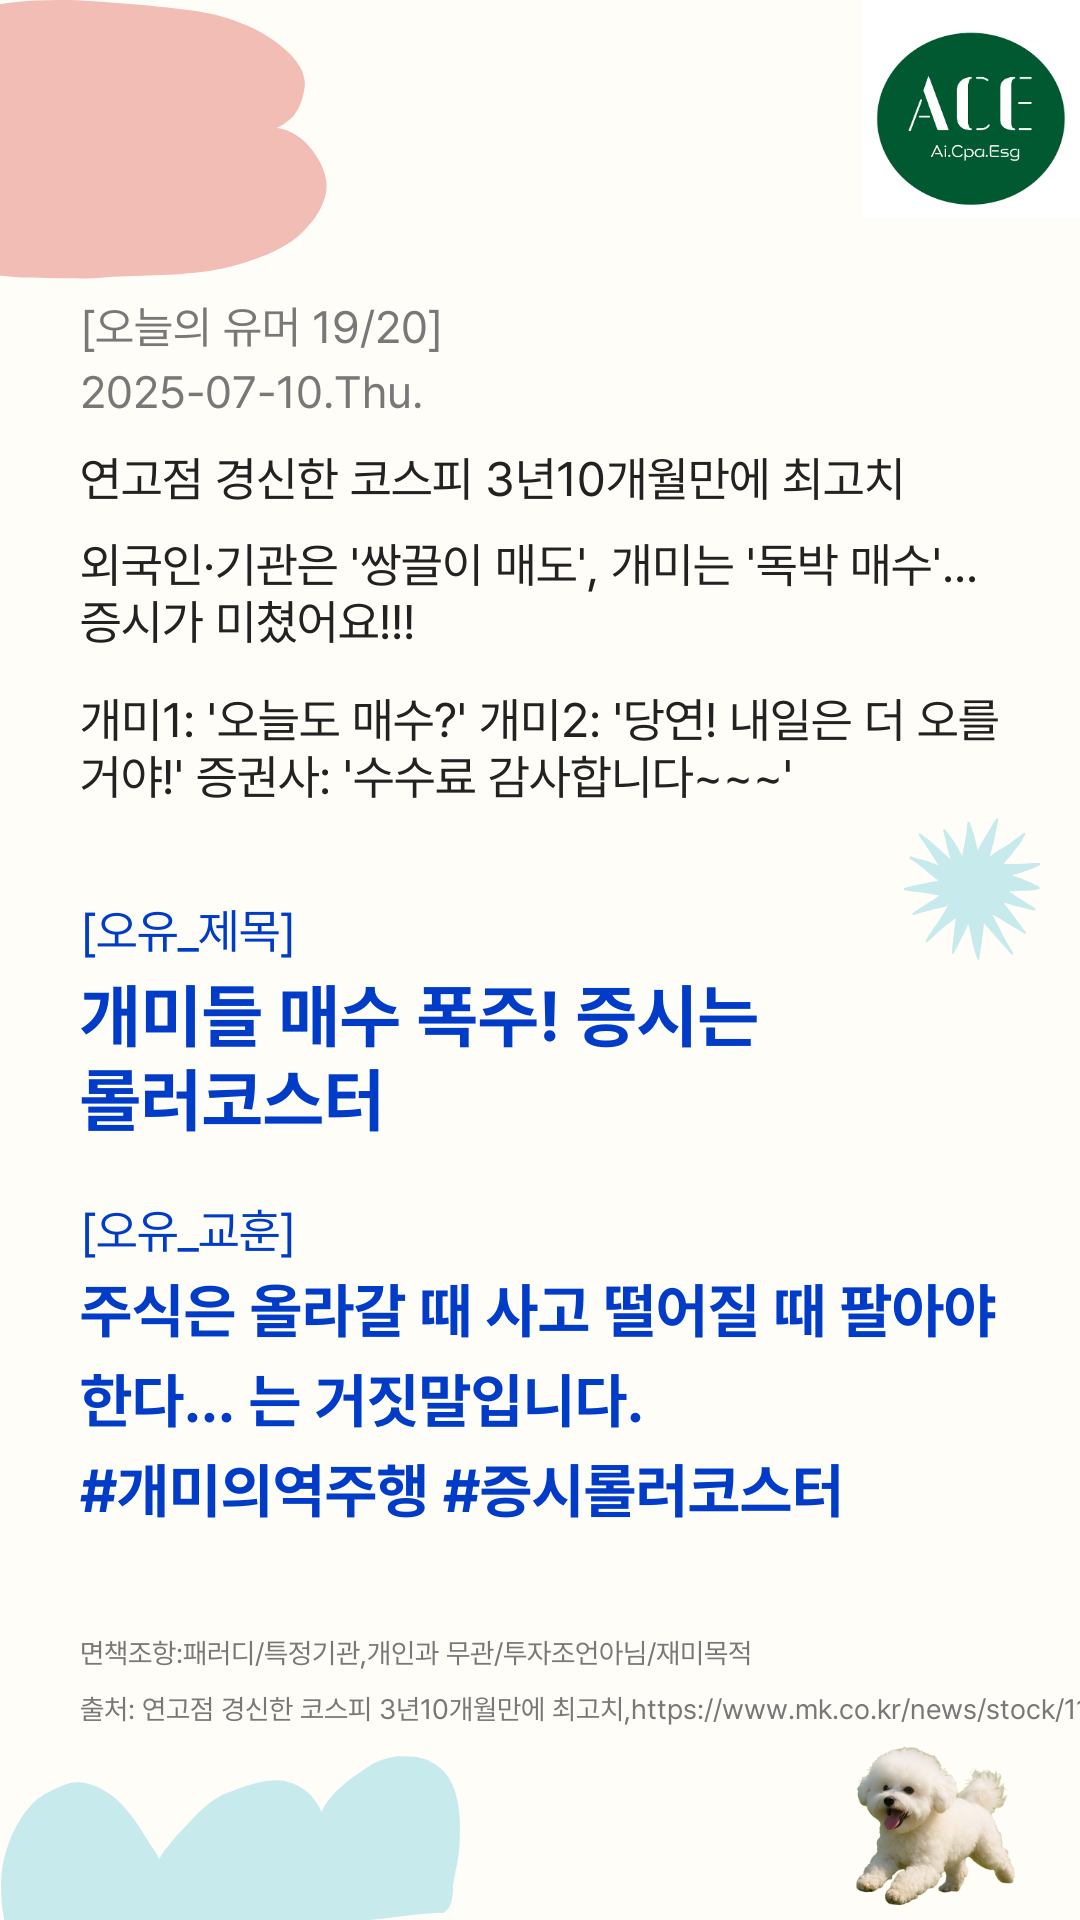 ACE
Ai.Cpa.Esg
[오늘의 유머 19/20]
2025-07-10.Thu.
연고점 경신한 코스피 3년10개월만에 최고치
외국인·기관은 '쌍끌이 매도', 개미는 '독박 매수'...
증시가 미쳤어요!!!
개미1: '오늘도 매수?' 개미2: '당연! 내일은 더 오를
거야!' 증권사: '수수료 감사합니다~~~'
[오유_제목]
개미들 매수 폭주! 증시는
롤러코스터
[오유_교훈]
주식은 올라갈 때 사고 떨어질 때 팔아야
한다... 는 거짓말입니다.
#개미의역주행 #증시롤러코스터
면책조항:패러디/특정기관,개인과 무관/투자조언아님/재미목적
출처: 연고점 경신한 코스피 3년10개월만에 최고치,https://www.mk.co.kr/news/stock/11